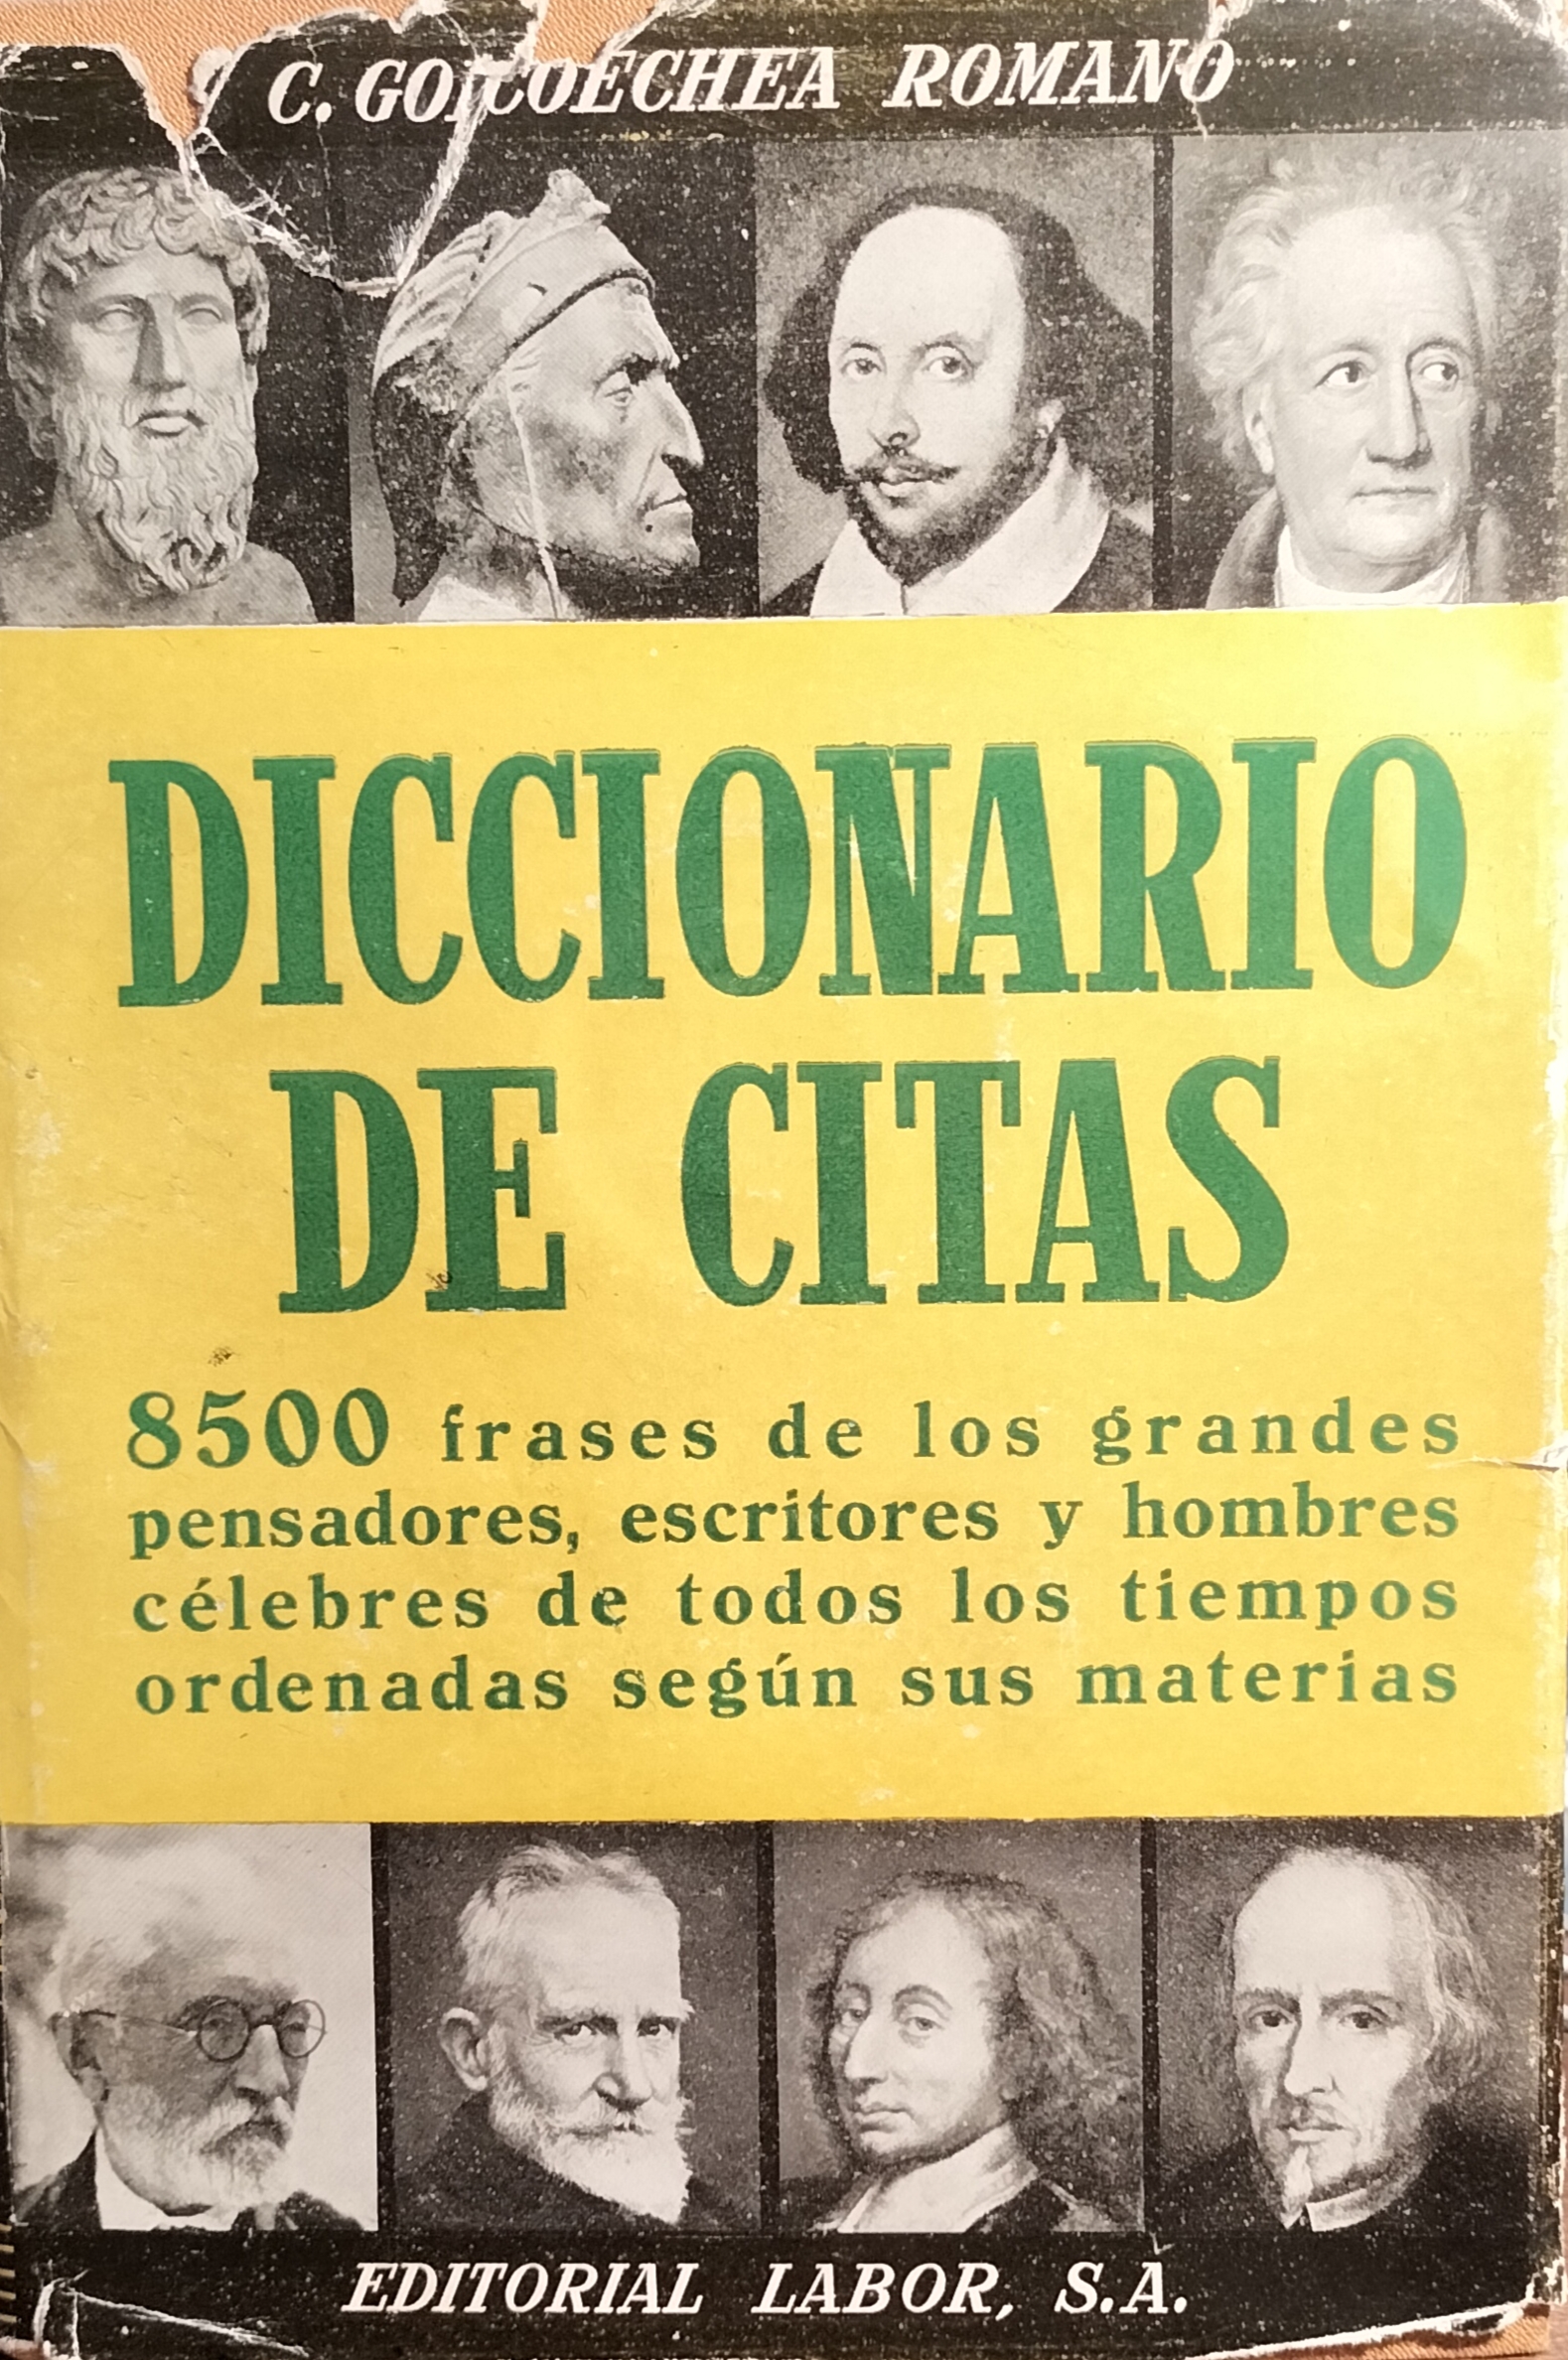 C. GOICOECHEA ROMANO
DICCIONARIO
DE CITAS
8500 frases de los grandes
pensadores, escritores y hombres
célebres de todos los tiempos
ordenadas según sus materias
EDITORIAL LABOR, S.A.